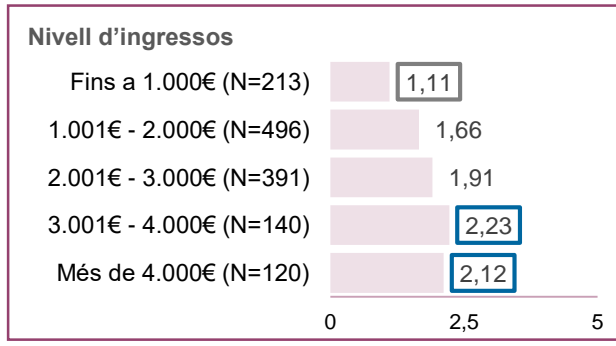 Nivell d’ingressos
Fins a 1.000€ (N=213) 1,11
1.001€ - 2.000€ (N=496) 1,66
2.001€ - 3.000€ (N=391) 1,91
3.001€ - 4.000€ (N=140) 2,23
Més de 4.000€ (N=120) 2,12
0 2,5 5